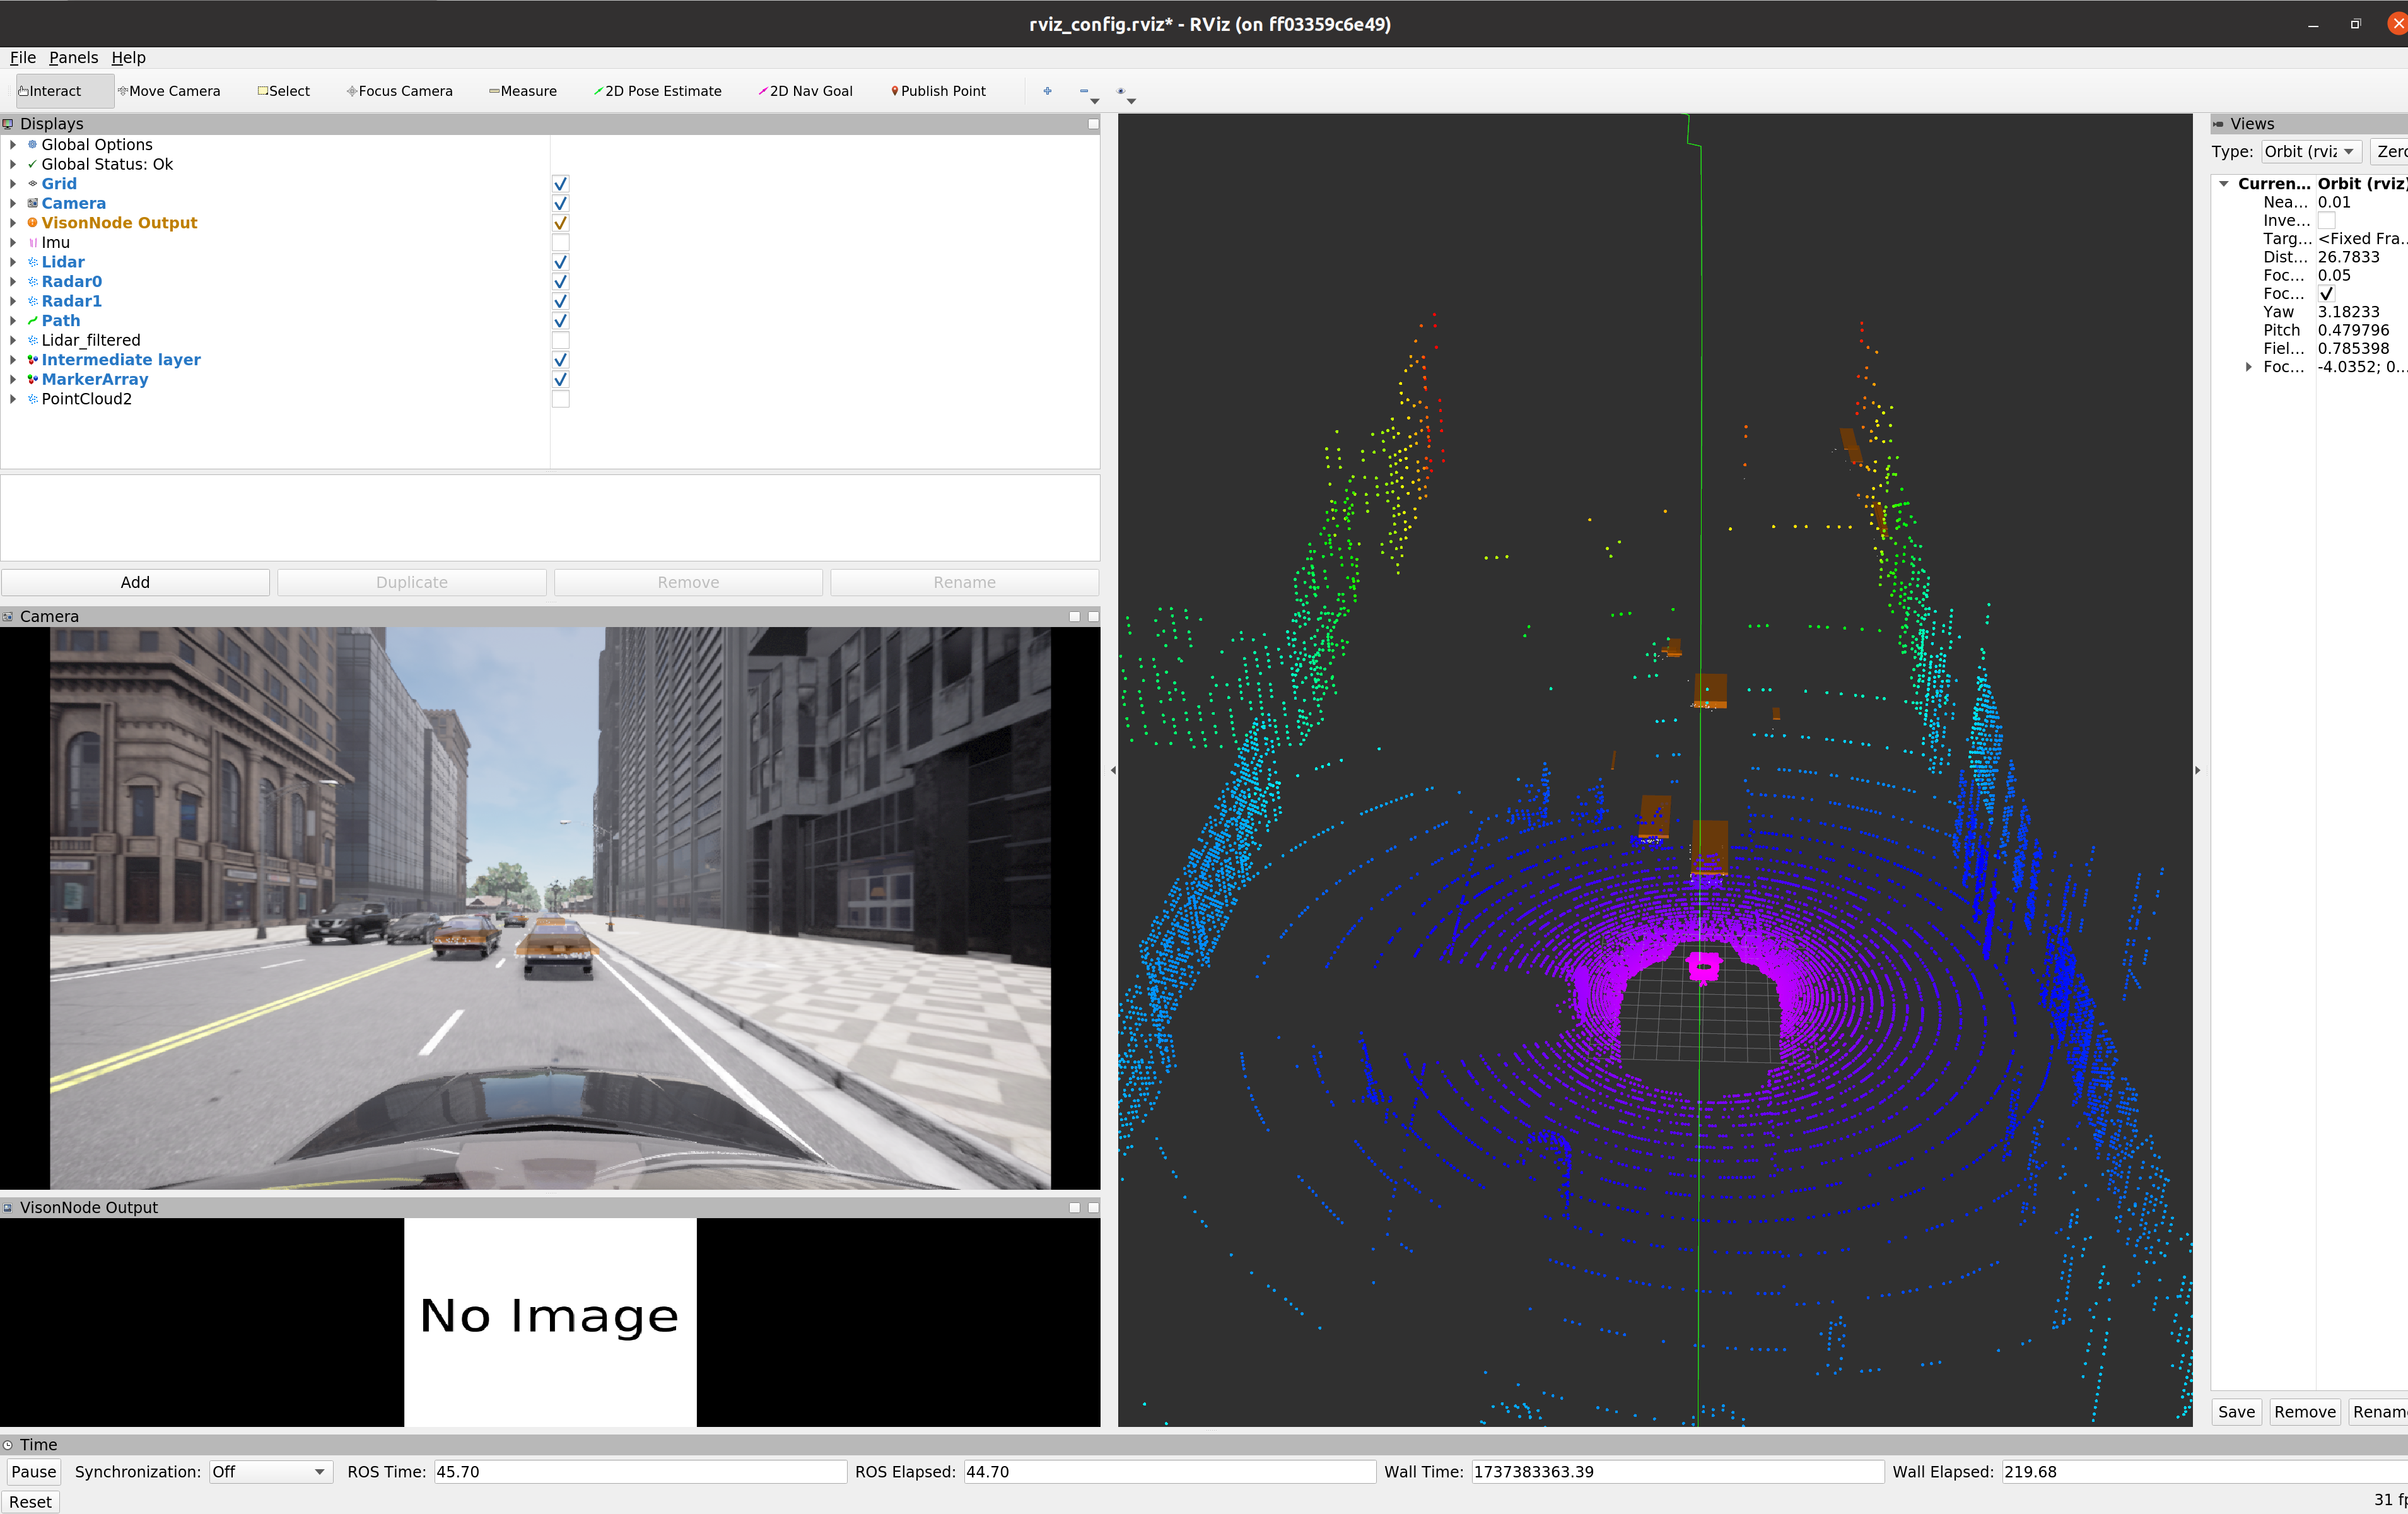 rviz_config.rviz* - RViz (on ff03359c6e49)
File Panels Help
Interact Move Camera Select Focus Camera Measure 2D Pose Estimate 2D Nav Goal Publish Point
Displays
Global Options
Global Status: Ok
Grid
Camera
VisonNode Output
Imu
Lidar
Radar0
Radar1
Path
Lidar_filtered
Intermediate layer
MarkerArray
PointCloud2
Add Duplicate Remove Rename
Camera
VisonNode Output
No Image
Views
Type: Orbit (rviz Zero
Curren... Orbit (rviz)
Nea... 0.01
Inve...
Targ... <Fixed Fra...
Dist... 26.7833
Foc... 0.05
Foc...
Yaw 3.18233
Pitch 0.479796
Fiel... 0.785398
Foc... -4.0352; 0...
Save Remove Renam
Time
Pause Synchronization: Off ROS Time: 45.70 ROS Elapsed: 44.70 Wall Time: 1737383363.39 Wall Elapsed: 219.68
Reset
31 fp